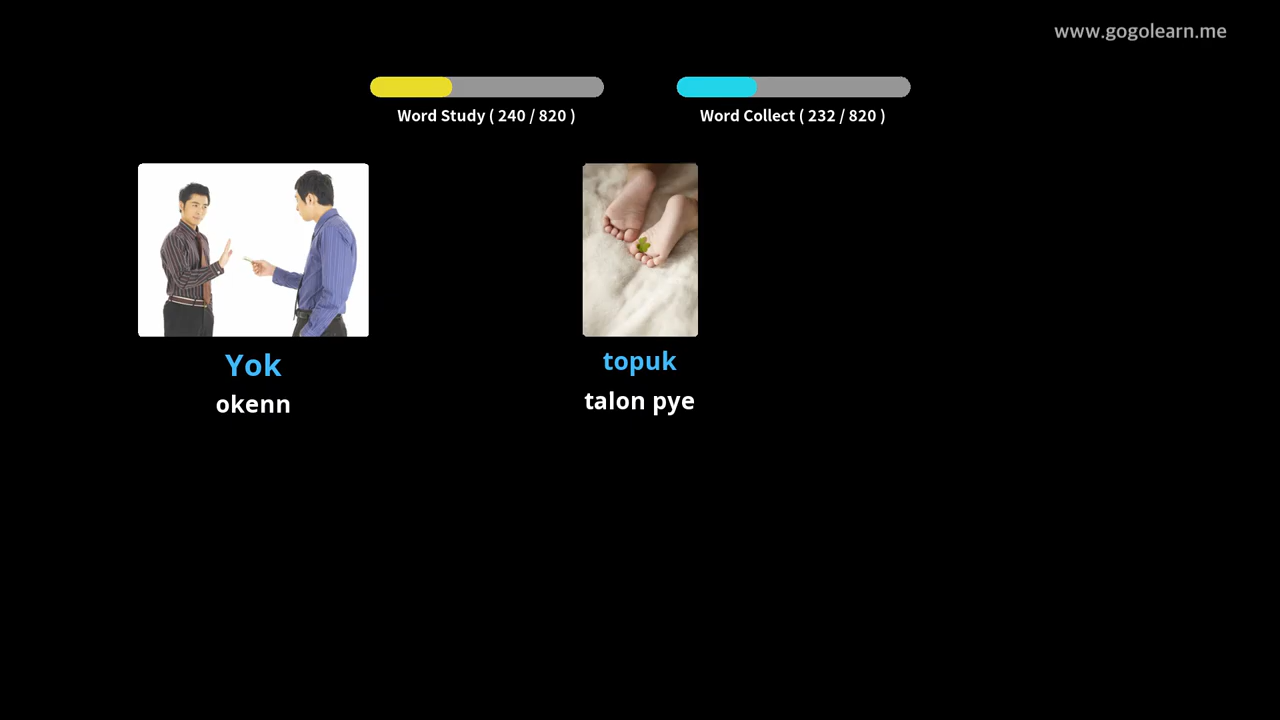 www.gogolearn.me
Word Study ( 240 / 820 )
Word Collect ( 232 / 820 )
Yok
okenn
topuk
talon pye